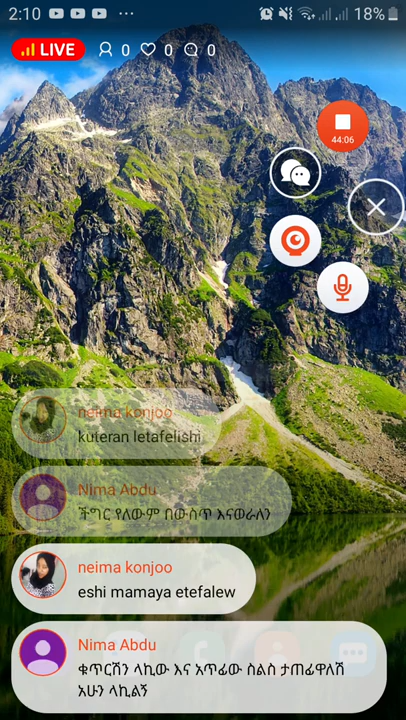 2:10 ... 18%
LIVE 0 0 0
44:06
neima konjoo
kuteran letafelishi
Nima Abdu
ችግር የለውም በውስጥ እናወራለን
neima konjoo
eshi mamaya etefalew
Nima Abdu
ቁጥርሽን ላኪው እና አጥፊው ስልስ ታጠፊዋለሽ
አሁን ላኪልኝ